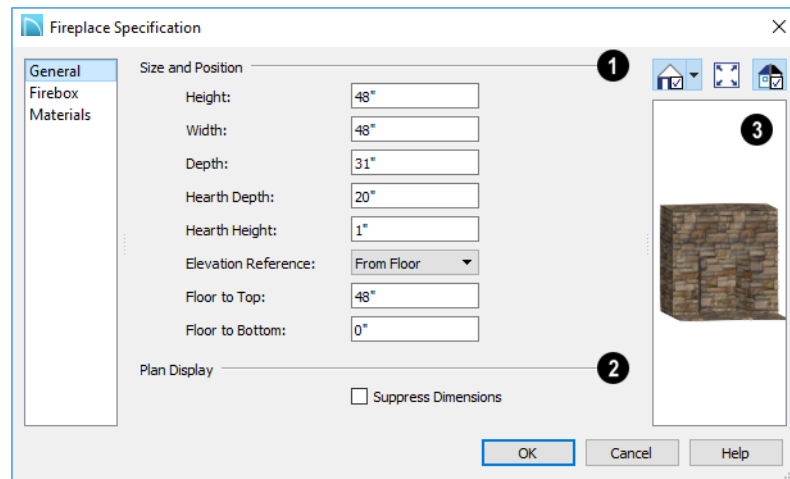 Fireplace Specification
General
Firebox
Materials
Size and Position
1
Height: 48"
Width: 48"
Depth: 31"
Hearth Depth: 20"
Hearth Height: 1"
Elevation Reference: From Floor
Floor to Top: 48"
Floor to Bottom: 0"
Plan Display
2
Suppress Dimensions
3
OK Cancel Help